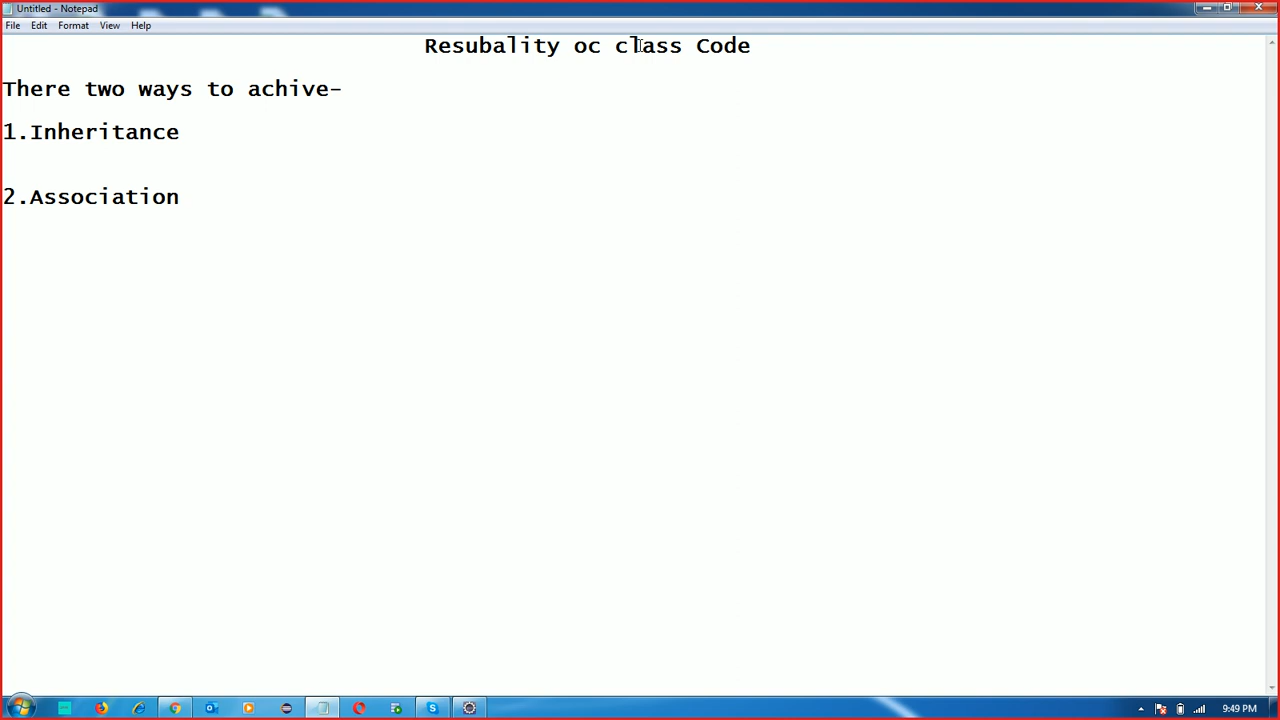 Untitled - Notepad
File Edit Format View Help
Resubality oc class Code
There two ways to achive-
1.Inheritance
2.Association
9:49 PM